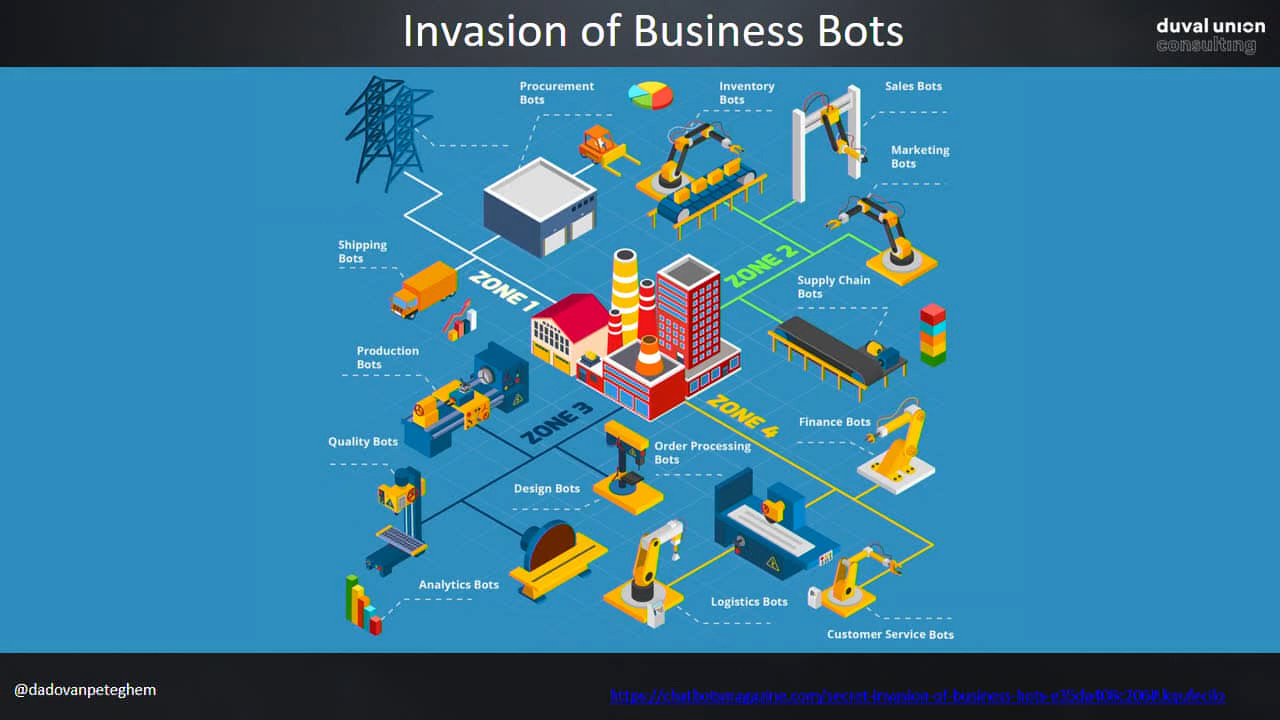 Invasion of Business Bots
duval union
consulting
Procurement
Bots
Inventory
Bots
Sales Bots
Marketing
Bots
Shipping
Bots
ZONE 1
ZONE 2
Supply Chain
Bots
Production
Bots
ZONE 3
ZONE 4
Finance Bots
Quality Bots
Order Processing
Bots
Design Bots
Analytics Bots
Logistics Bots
Customer Service Bots
@dadovanpeteghem